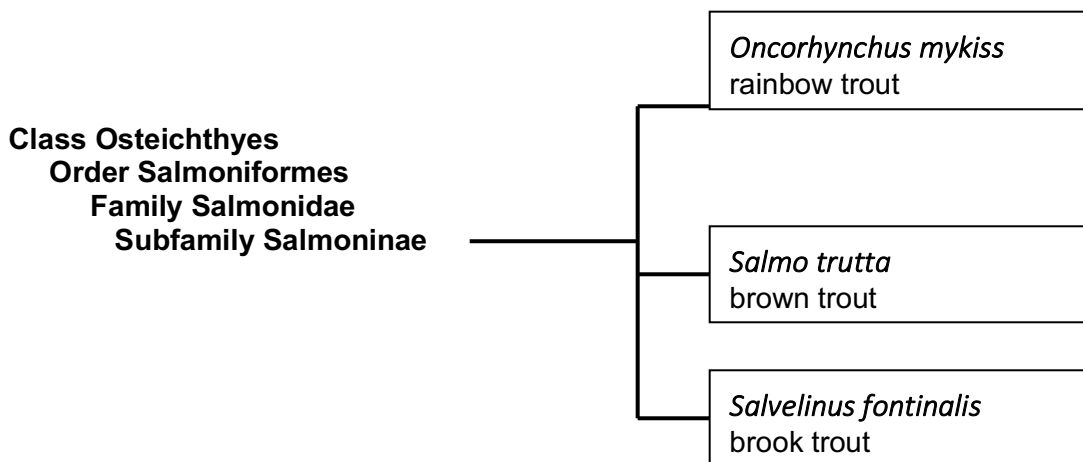 Class Osteichthyes
Order Salmoniformes
Family Salmonidae
Subfamily Salmoninae
Oncorhynchus mykiss
rainbow trout
Salmo trutta
brown trout
Salvelinus fontinalis
brook trout